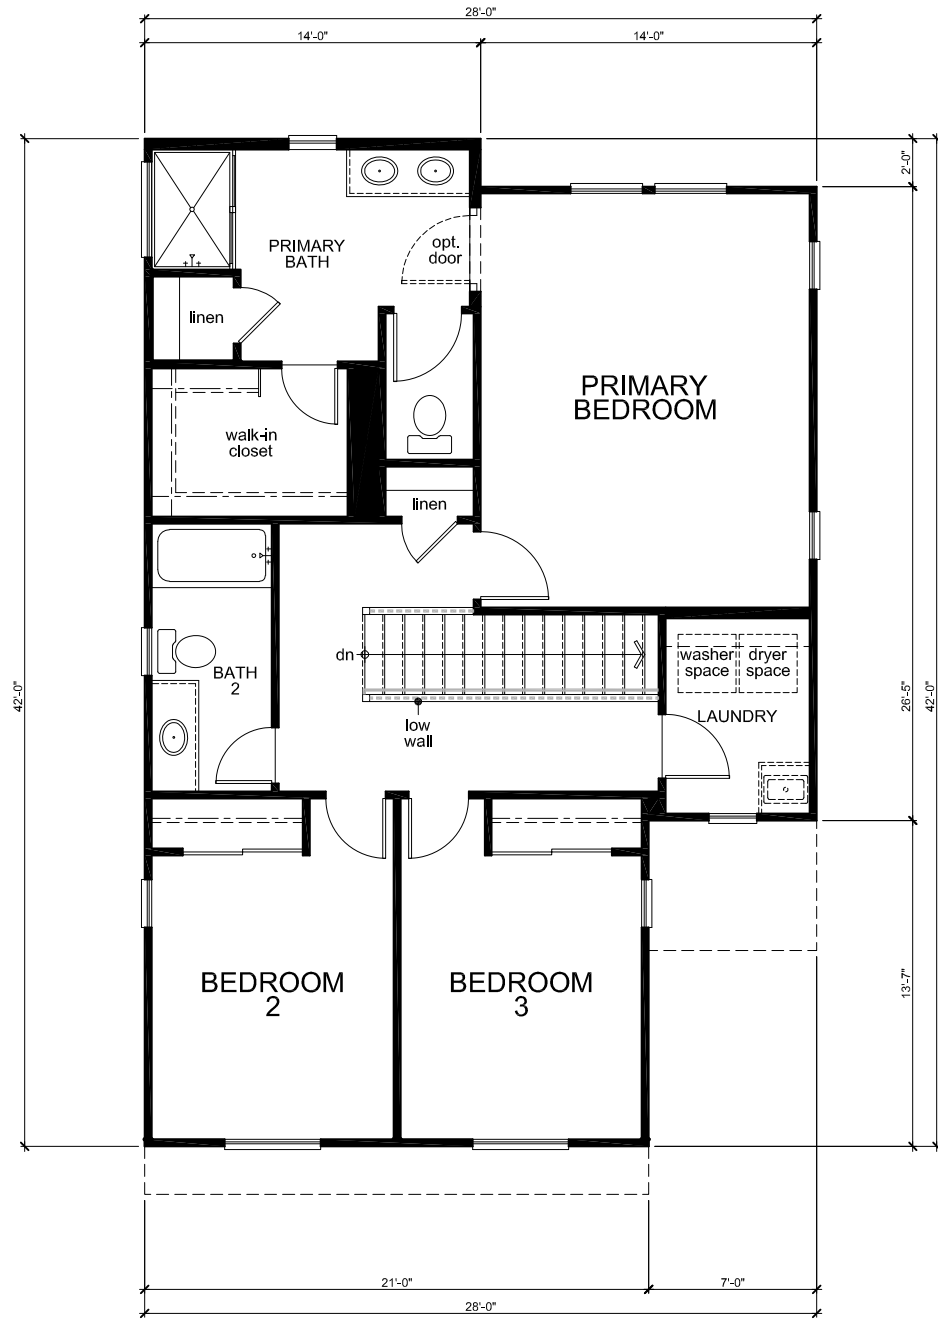 28'-0"
14'-0"
14'-0"
2'-0"
PRIMARY
BATH
opt.
door
linen
PRIMARY
BEDROOM
walk-in
closet
linen
dn
BATH
2
washer
space
dryer
space
LAUNDRY
low
wall
42'-0"
26'-5"
42'-0"
BEDROOM
2
BEDROOM
3
13'-7"
21'-0"
7'-0"
28'-0"